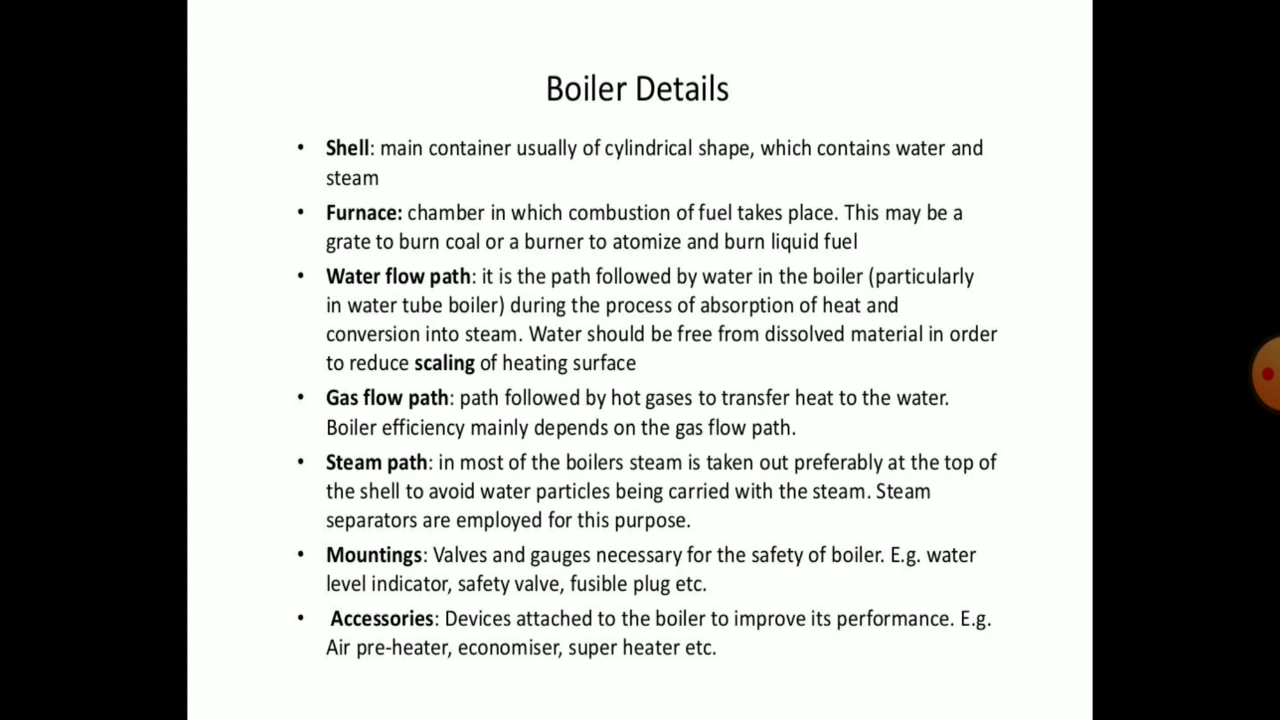 Boiler Details
• Shell: main container usually of cylindrical shape, which contains water and
steam
• Furnace: chamber in which combustion of fuel takes place. This may be a
grate to burn coal or a burner to atomize and burn liquid fuel
• Water flow path: it is the path followed by water in the boiler (particularly
in water tube boiler) during the process of absorption of heat and
conversion into steam. Water should be free from dissolved material in order
to reduce scaling of heating surface
• Gas flow path: path followed by hot gases to transfer heat to the water.
Boiler efficiency mainly depends on the gas flow path.
• Steam path: in most of the boilers steam is taken out preferably at the top of
the shell to avoid water particles being carried with the steam. Steam
separators are employed for this purpose.
• Mountings: Valves and gauges necessary for the safety of boiler. E.g. water
level indicator, safety valve, fusible plug etc.
• Accessories: Devices attached to the boiler to improve its performance. E.g.
Air pre-heater, economiser, super heater etc.